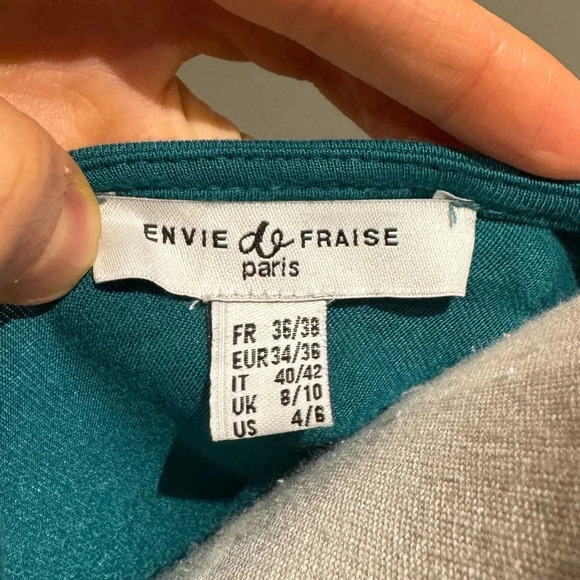 ENVIE de FRAISE
paris
FR 36/38
EUR 34/36
IT 40/42
UK 8/10
US 4/6